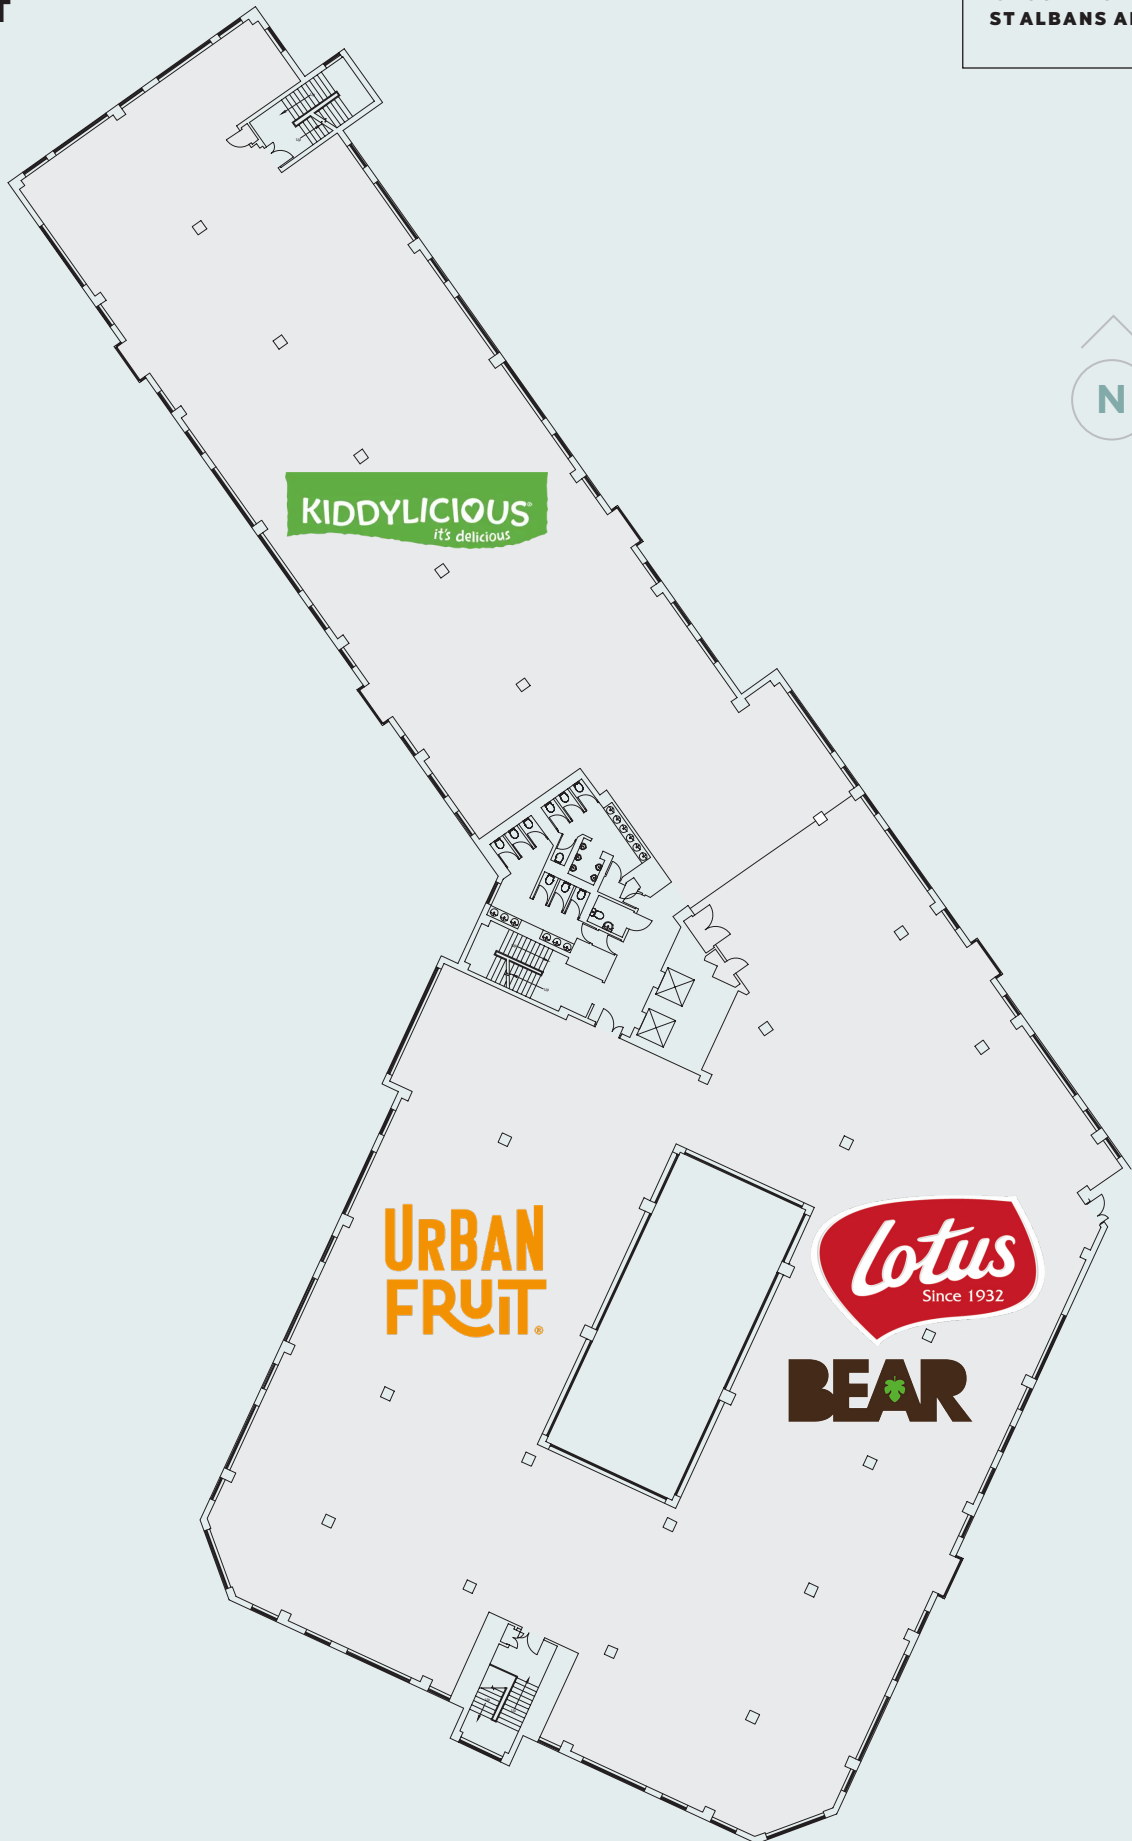 ST ALBANS
N
KIDDYLICIOUS®
it's delicious
URBAN
FRUIT®
Lotus
Since 1932
BEAR